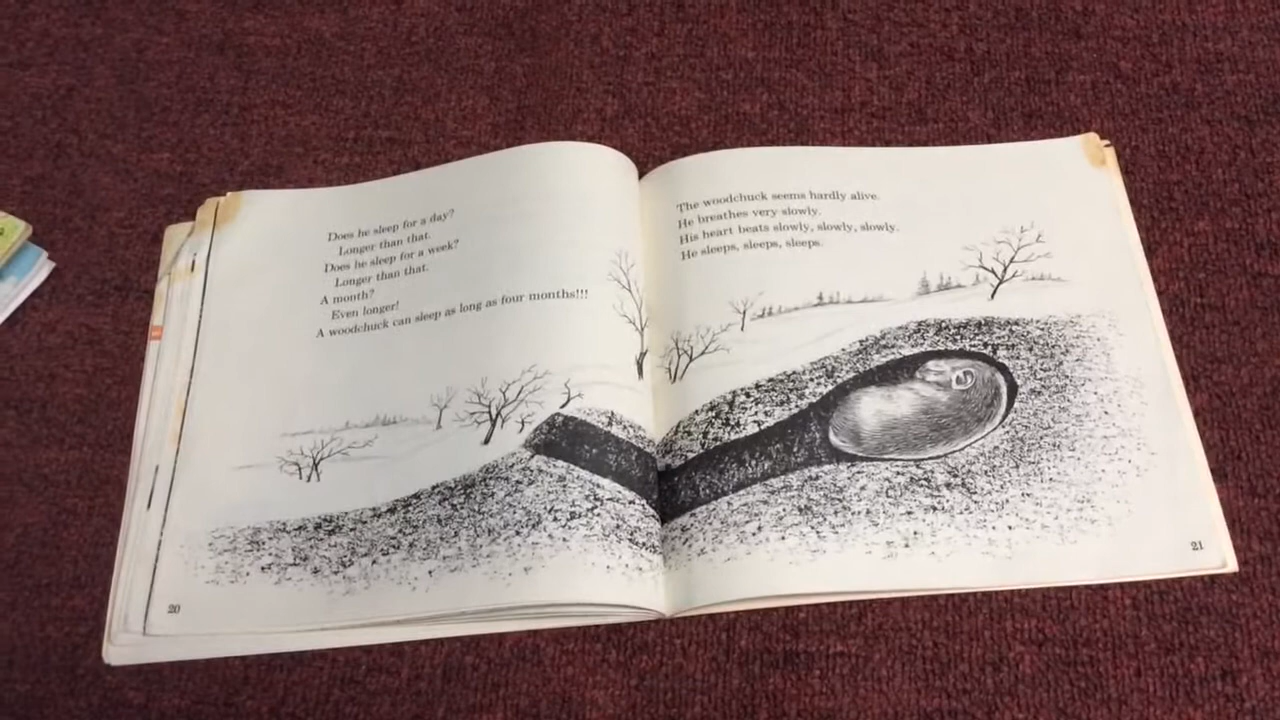 Does he sleep for a day?
Longer than that.
Does he sleep for a week?
Longer than that.
A month?
Even longer!
A woodchuck can sleep as long as four months!!!
20
The woodchuck seems hardly alive.
He breathes very slowly.
His heart beats slowly, slowly, slowly.
He sleeps, sleeps, sleeps.
21